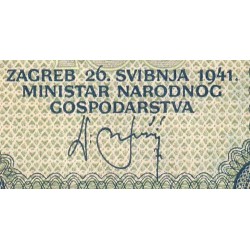 ZAGREB 26. SVIBNJA 1941.
MINISTAR NARODNOG
GOSPODARSTVA